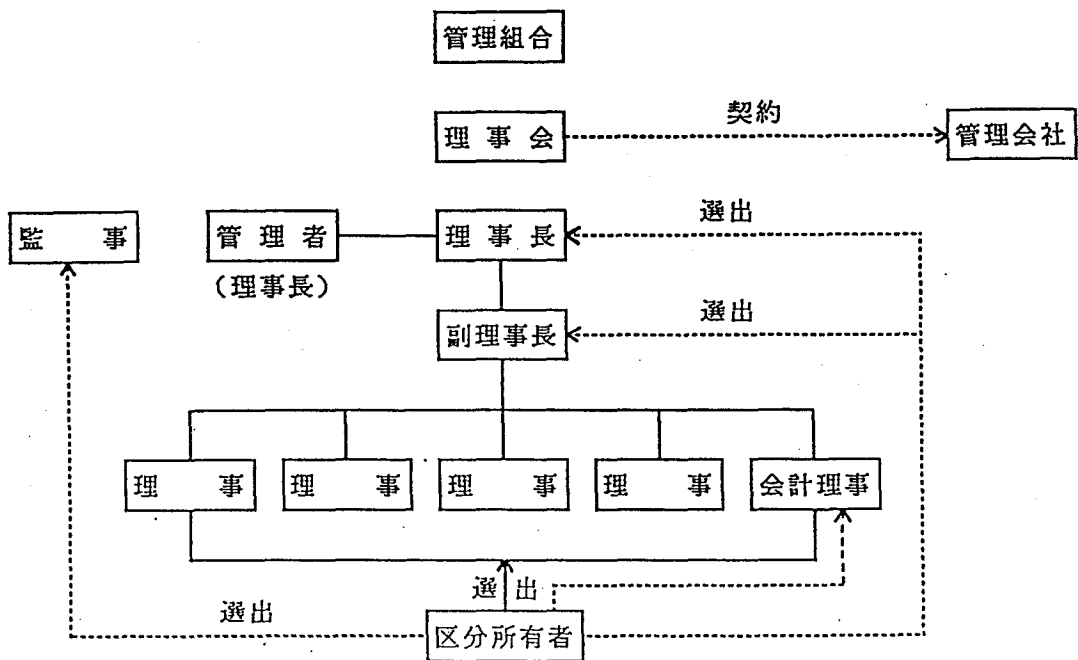 管理組合
契約
理事会
管理会社
選出
監事
管理者
理事長
(理事長)
選出
副理事長
理事
理事
理事
理事
会計理事
選出
選出
区分所有者